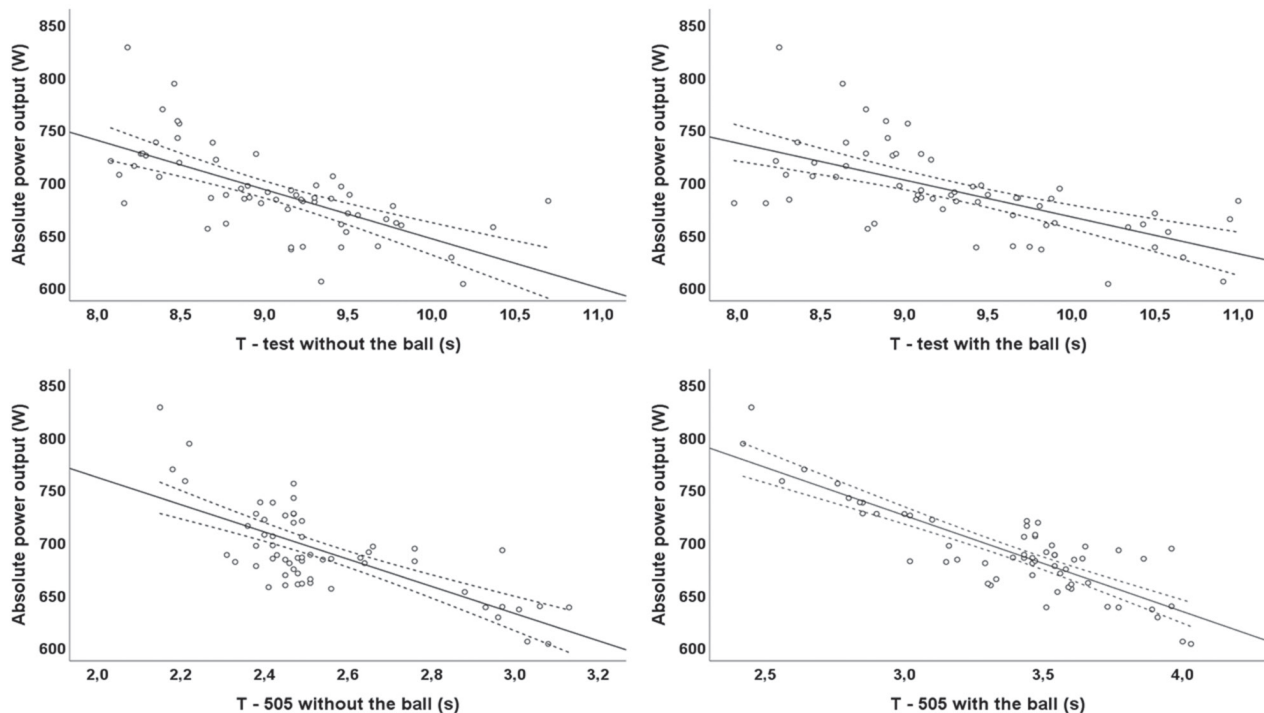 Absolute power output (W)
850
800
750
700
650
600
8,0 8,5 9,0 9,5 10,0 10,5 11,0
T - test without the ball (s)
Absolute power output (W)
850
800
750
700
650
600
8,0 8,5 9,0 9,5 10,0 10,5 11,0
T - test with the ball (s)
Absolute power output (W)
850
800
750
700
650
600
2,0 2,2 2,4 2,6 2,8 3,0 3,2
T - 505 without the ball (s)
Absolute power output (W)
850
800
750
700
650
600
2,5 3,0 3,5 4,0
T - 505 with the ball (s)